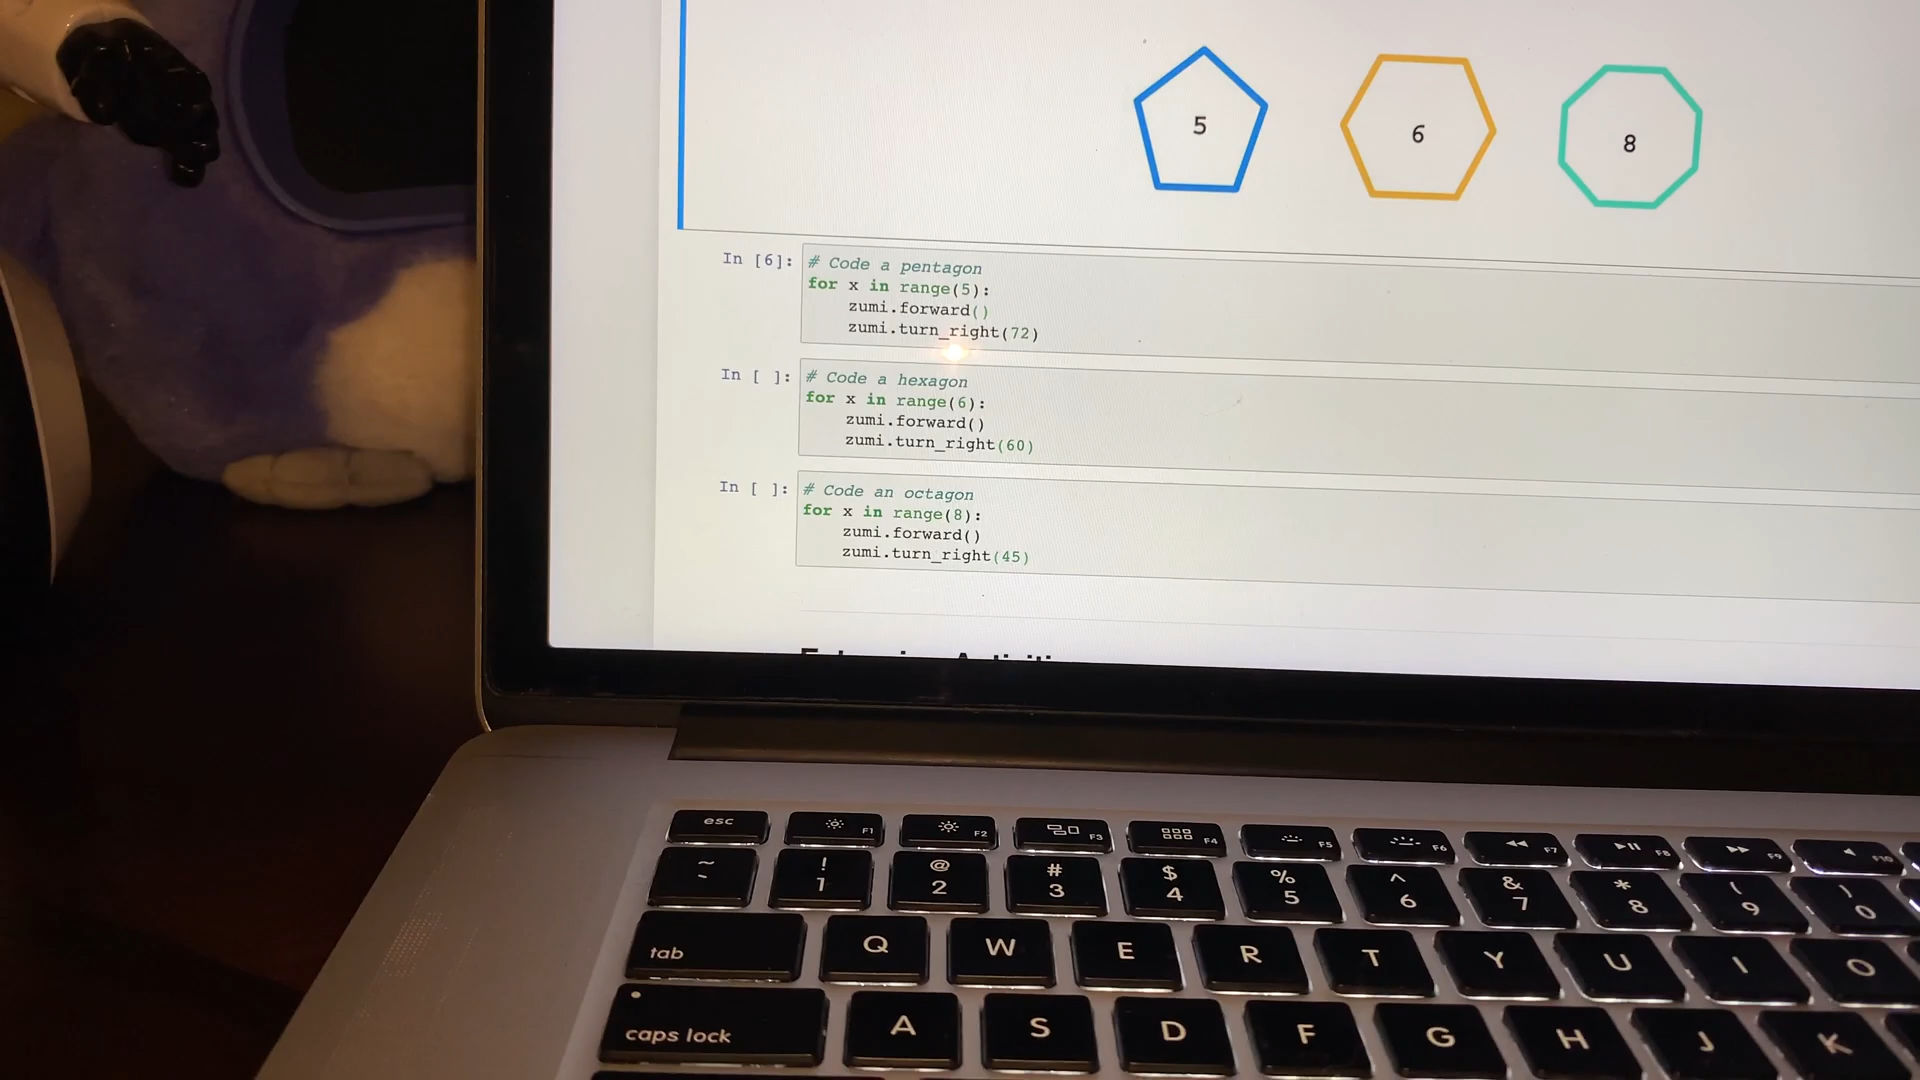 5
6
8
In [6]:
# Code a pentagon
for x in range(5):
zumi.forward()
zumi.turn_right(72)
In [ ]:
# Code a hexagon
for x in range(6):
zumi.forward()
zumi.turn_right(60)
In [ ]:
# Code an octagon
for x in range(8):
zumi.forward()
zumi.turn_right(45)
esc F1 F2 F3 F4 F5 F6 F7 F8 F9 F10
~ ! @ # $ % ^ & * ( )
1 2 3 4 5 6 7 8 9 0
tab Q W E R T Y U I O
caps lock A S D F G H J K